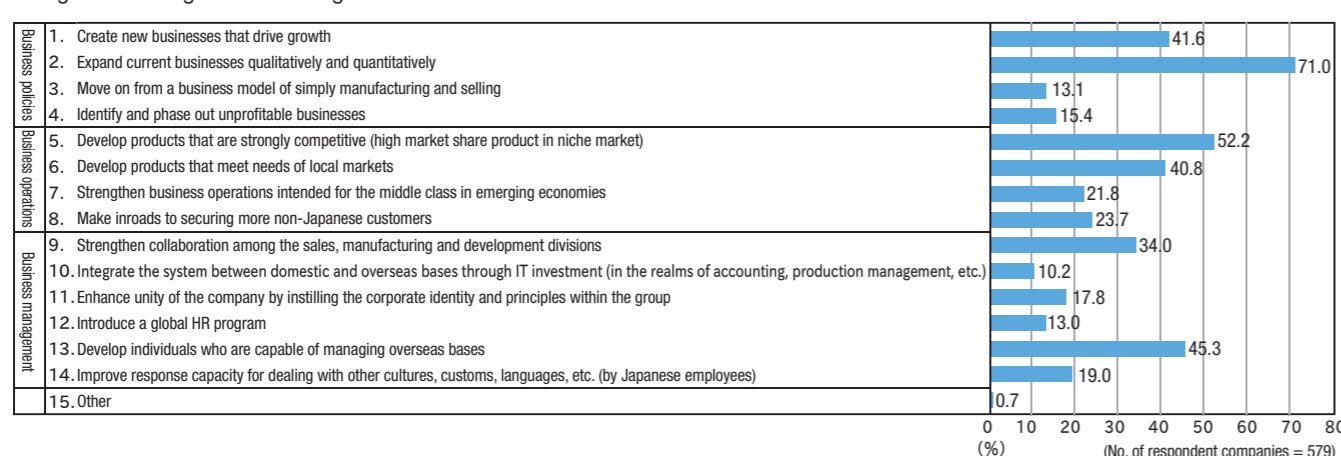 Business policies
1. Create new businesses that drive growth 41.6
2. Expand current businesses qualitatively and quantitatively 71.0
3. Move on from a business model of simply manufacturing and selling 13.1
4. Identify and phase out unprofitable businesses 15.4
Business operations
5. Develop products that are strongly competitive (high market share product in niche market) 52.2
6. Develop products that meet needs of local markets 40.8
7. Strengthen business operations intended for the middle class in emerging economies 21.8
8. Make inroads to securing more non-Japanese customers 23.7
Business management
9. Strengthen collaboration among the sales, manufacturing and development divisions 34.0
10. Integrate the system between domestic and overseas bases through IT investment (in the realms of accounting, production management, etc.) 10.2
11. Enhance unity of the company by instilling the corporate identity and principles within the group 17.8
12. Introduce a global HR program 13.0
13. Develop individuals who are capable of managing overseas bases 45.3
14. Improve response capacity for dealing with other cultures, customs, languages, etc. (by Japanese employees) 19.0
15. Other 0.7
0 10 20 30 40 50 60 70 80
(%) (No. of respondent companies = 579)